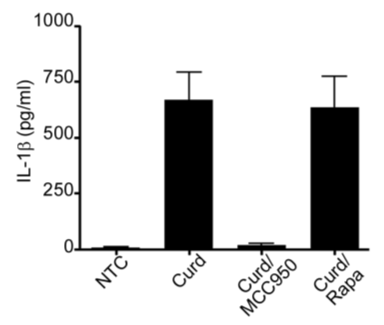 1000
750
500
250
0
IL-1β (pg/ml)
NTC
Curd
Curd/
MCC950
Curd/
Rapa